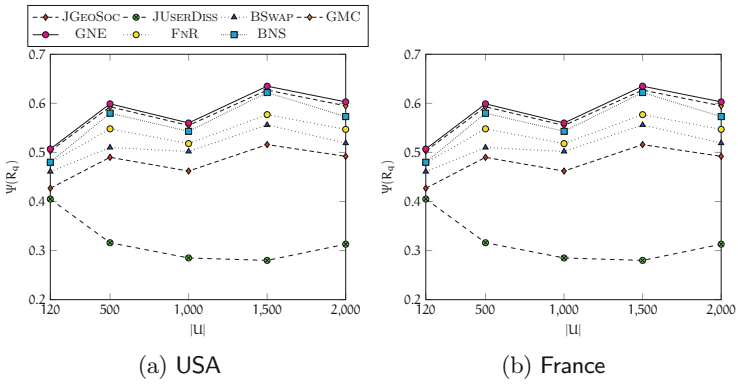 JGeoSoc JUserDiss BSwap GMC
GNE FnR BNS
0.7
0.6
0.5
0.4
0.3
0.2
Ψ(Rq)
120 500 1,000 1,500 2,000
|U|
(a) USA
0.7
0.6
0.5
0.4
0.3
0.2
Ψ(Rq)
120 500 1,000 1,500 2,000
|U|
(b) France